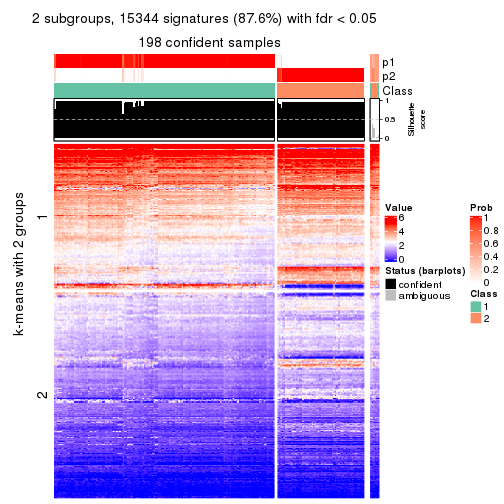 2 subgroups, 15344 signatures (87.6%) with fdr < 0.05
198 confident samples
p1
p2
Class
1
0.5
0
Silhouette
score
k-means with 2 groups
1
2
Value
6
4
2
0
Status (barplots)
confident
ambiguous
Prob
1
0.8
0.6
0.4
0.2
0
Class
1
2